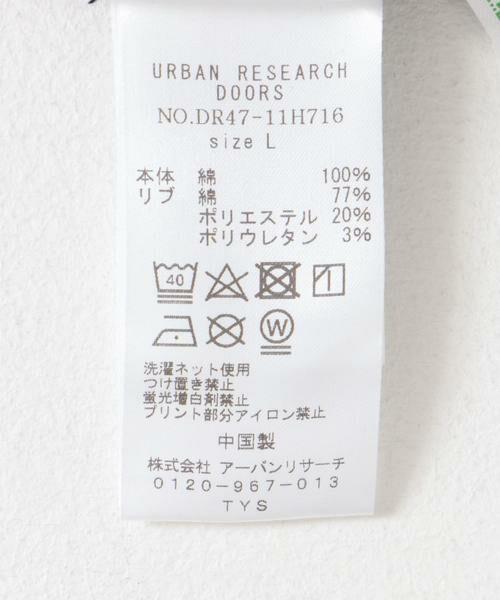 URBAN RESEARCH
DOORS
NO.DR47-11H716
size L
本体 綿 100%
リブ 綿 77%
ポリエステル 20%
ポリウレタン 3%
40
W
洗濯ネット使用
つけ置き禁止
蛍光増白剤禁止
プリント部分アイロン禁止
中国製
株式会社 アーバンリサーチ
0120-967-013
TYS